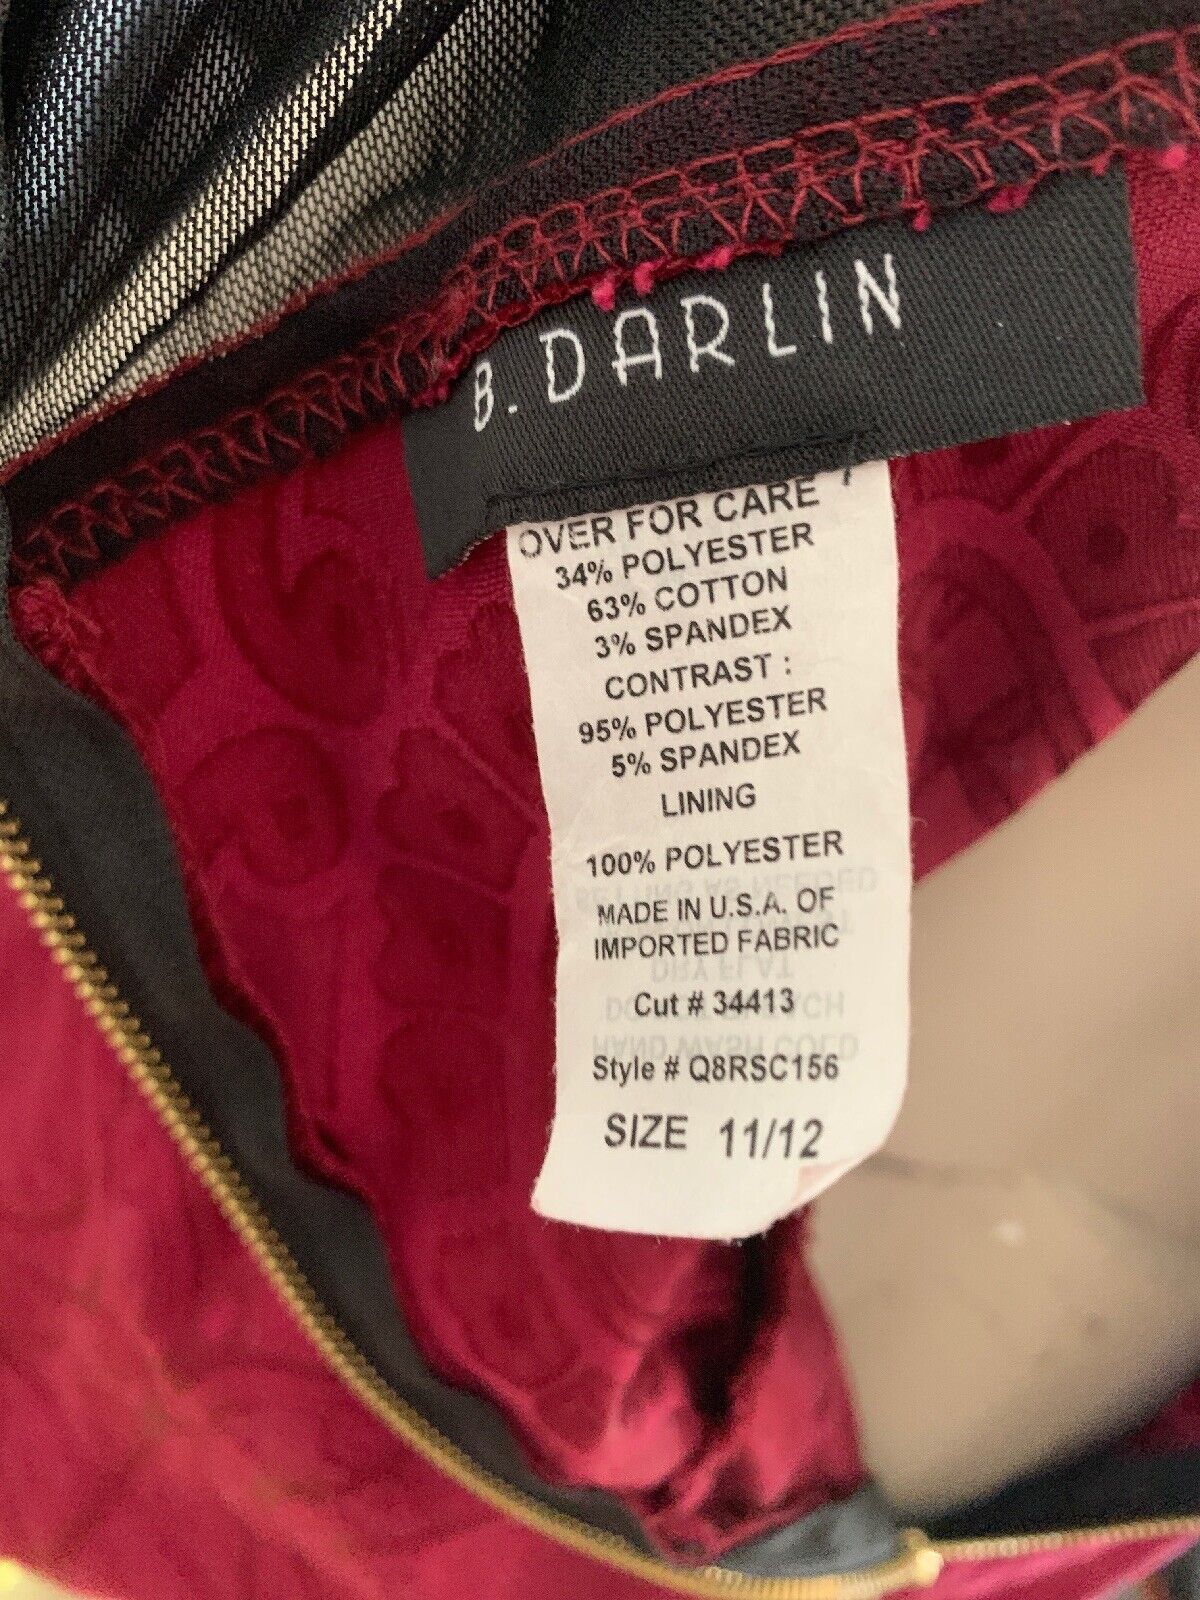 B. DARLIN
OVER FOR CARE
34% POLYESTER
63% COTTON
3% SPANDEX
CONTRAST :
95% POLYESTER
5% SPANDEX
LINING
100% POLYESTER
MADE IN U.S.A. OF
IMPORTED FABRIC
Cut # 34413
Style # Q8RSC156
SIZE 11/12